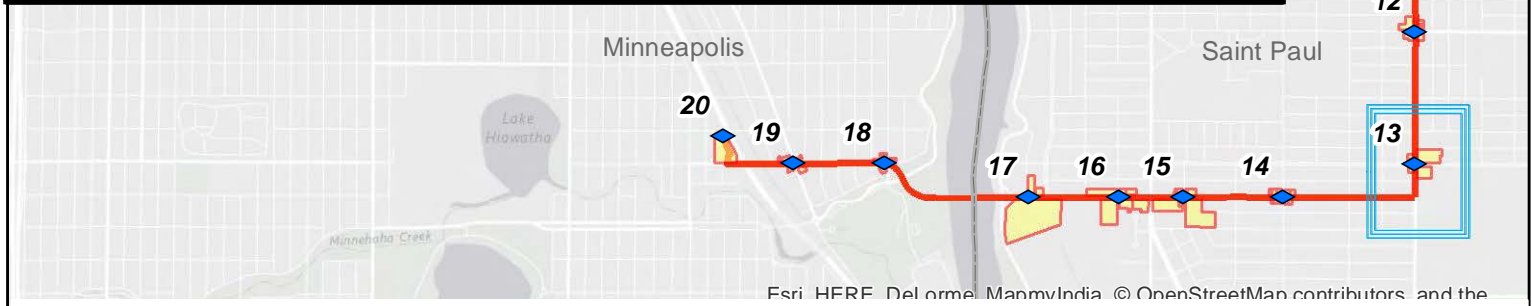 12
Minneapolis
Saint Paul
20
19
18
17
16
15
14
13
Lake
Hiawatha
Minnehaha Creek
Esri, HERE, DeLorme, MapmyIndia, © OpenStreetMap contributors, and the